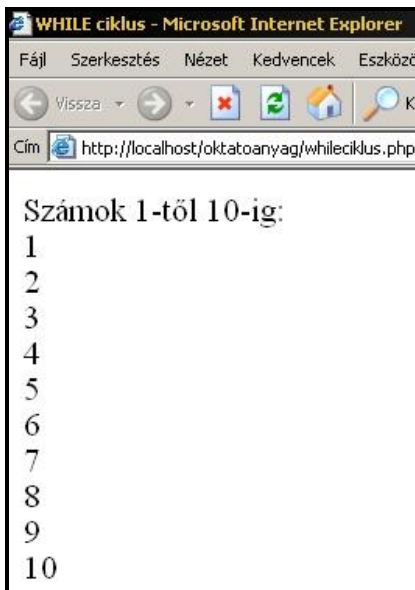 WHILE ciklus - Microsoft Internet Explorer
Fájl Szerkesztés Nézet Kedvencek Eszközö
Vissza K
Cím http://localhost/oktatoanyag/whileciklus.php
Számok 1-től 10-ig:
1
2
3
4
5
6
7
8
9
10